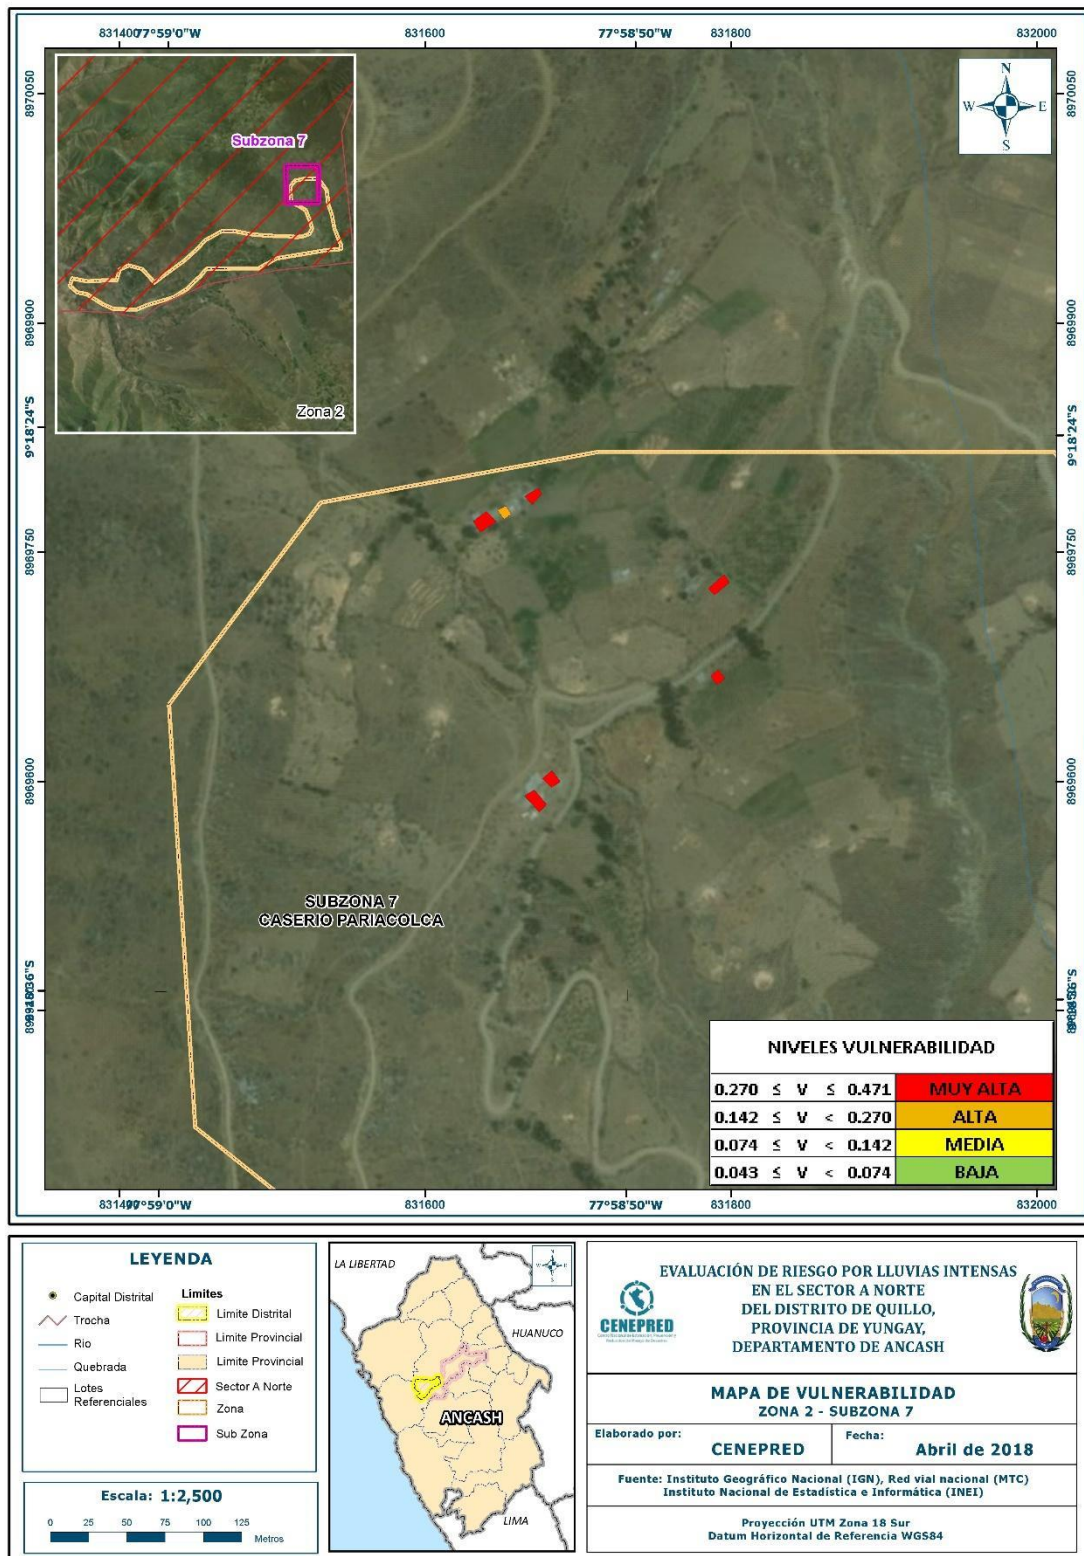 831400
77°59'0"W
831600
77°58'50"W
831800
832000
8970050
8970050
N
W
E
S
Subzona 7
Zona 2
8969900
8969900
9°18'24"S
9°18'24"S
8969750
8969750
8969600
8969600
SUBZONA 7
CASERIO PARIACOLCA
NIVELES VULNERABILIDAD
0.270 ≤ V ≤ 0.471 MUY ALTA
0.142 ≤ V < 0.270 ALTA
0.074 ≤ V < 0.142 MEDIA
0.043 ≤ V < 0.074 BAJA
77°59'0"W
831600
77°58'50"W
831800
832000
LEYENDA
Capital Distrital
Trocha
Rio
Quebrada
Lotes
Referenciales
Limites
Limite Distrital
Limite Provincial
Limite Provincial
Sector A Norte
Zona
Sub Zona
Escala: 1:2,500
0 25 50 75 100 125
Metros
LA LIBERTAD
HUANUCO
ANCASH
LIMA
CENEPRED
EVALUACIÓN DE RIESGO POR LLUVIAS INTENSAS
EN EL SECTOR A NORTE
DEL DISTRITO DE QUILLO,
PROVINCIA DE YUNGAY,
DEPARTAMENTO DE ANCASH
MAPA DE VULNERABILIDAD
ZONA 2 - SUBZONA 7
Elaborado por:
CENEPRED
Fecha:
Abril de 2018
Fuente: Instituto Geográfico Nacional (IGN), Red vial nacional (MTC)
Instituto Nacional de Estadística e Informática (INEI)
Proyección UTM Zona 18 Sur
Datum Horizontal de Referencia WGS84